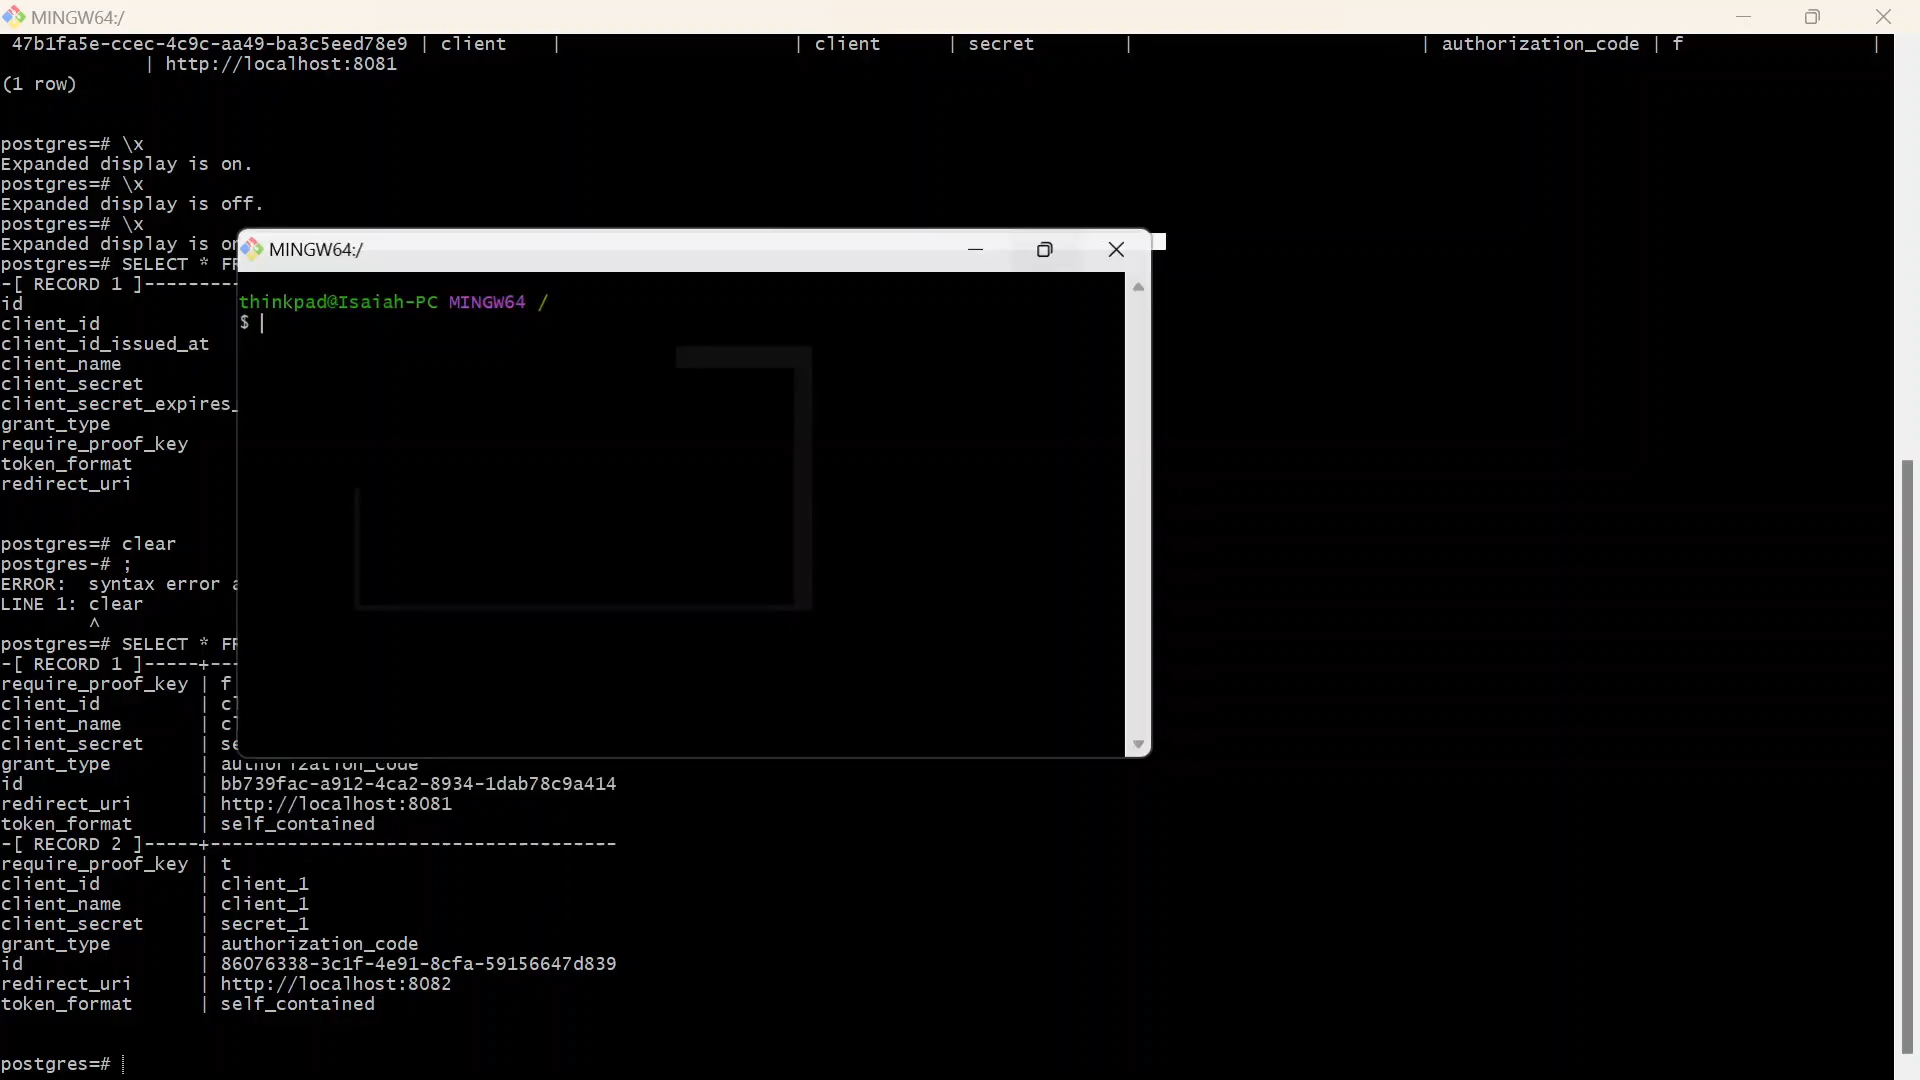 MINGW64:/
47b1fa5e-ccec-4c9c-aa49-ba3c5eed78e9 | client | | client | secret | | authorization_code | f |
| http://localhost:8081
(1 row)
postgres=# \x
Expanded display is on.
postgres=# \x
Expanded display is off.
postgres=# \x
Expanded display is on
postgres=# SELECT * FR
-[ RECORD 1 ]---------
id
client_id
client_id_issued_at
client_name
client_secret
client_secret_expires_
grant_type
require_proof_key
token_format
redirect_uri
postgres=# clear
postgres-# ;
ERROR:  syntax error a
LINE 1: clear
^
postgres=# SELECT * FR
-[ RECORD 1 ]-----+---
require_proof_key | f
client_id | cl
client_name | cl
client_secret | se
grant_type | authorization_code
id | bb739fac-a912-4ca2-8934-1dab78c9a414
redirect_uri | http://localhost:8081
token_format | self_contained
-[ RECORD 2 ]-----+-------------------------------------
require_proof_key | t
client_id | client_1
client_name | client_1
client_secret | secret_1
grant_type | authorization_code
id | 86076338-3c1f-4e91-8cfa-59156647d839
redirect_uri | http://localhost:8082
token_format | self_contained
postgres=#
MINGW64:/
thinkpad@Isaiah-PC MINGW64 /
$